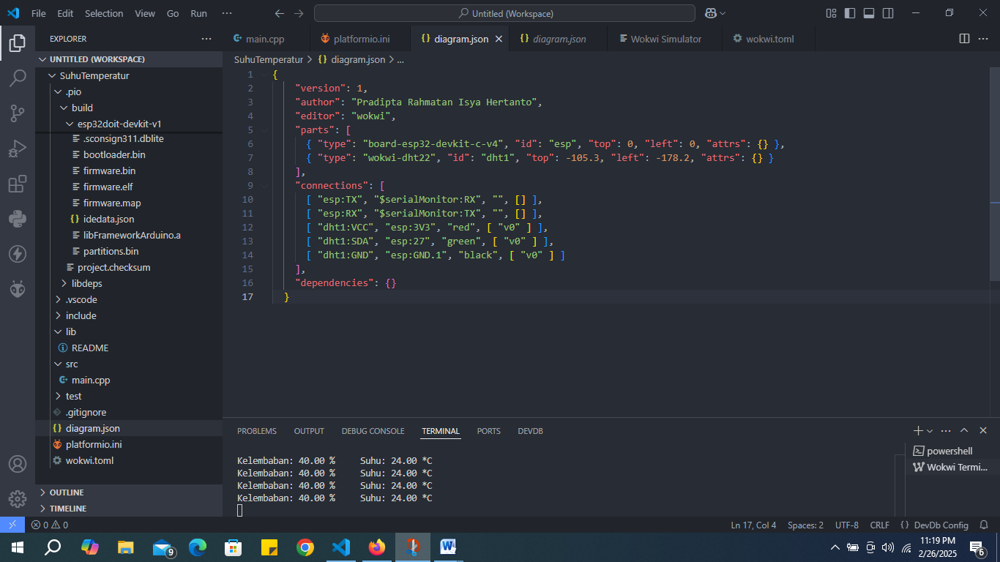 File Edit Selection View Go Run ··· Untitled (Workspace)
EXPLORER ···
UNTITLED (WORKSPACE)
SuhuTemperatur
.pio
build
esp32doit-devkit-v1
.sconsign311.dblite
bootloader.bin
firmware.bin
firmware.elf
firmware.map
idedata.json
libFrameworkArduino.a
partitions.bin
project.checksum
libdeps
.vscode
include
lib
README
src
main.cpp
test
.gitignore
diagram.json
platformio.ini
wokwi.toml
OUTLINE
TIMELINE
main.cpp platformio.ini diagram.json diagram.json Wokwi Simulator wokwi.toml
SuhuTemperatur > {} diagram.json > ...
1 {
2 "version": 1,
3 "author": "Pradipta Rahmatan Isya Hertanto",
4 "editor": "wokwi",
5 "parts": [
6 { "type": "board-esp32-devkit-c-v4", "id": "esp", "top": 0, "left": 0, "attrs": {} },
7 { "type": "wokwi-dht22", "id": "dht1", "top": -105.3, "left": -178.2, "attrs": {} }
8 ],
9 "connections": [
10 [ "esp:TX", "$serialMonitor:RX", "", [] ],
11 [ "esp:RX", "$serialMonitor:TX", "", [] ],
12 [ "dht1:VCC", "esp:3V3", "red", [ "v0" ] ],
13 [ "dht1:SDA", "esp:27", "green", [ "v0" ] ],
14 [ "dht1:GND", "esp:GND.1", "black", [ "v0" ] ]
15 ],
16 "dependencies": {}
17 }
PROBLEMS OUTPUT DEBUG CONSOLE TERMINAL PORTS DEVDB
Kelembaban: 40.00 % Suhu: 24.00 *C
Kelembaban: 40.00 % Suhu: 24.00 *C
Kelembaban: 40.00 % Suhu: 24.00 *C
Kelembaban: 40.00 % Suhu: 24.00 *C
powershell
Wokwi Termi...
0 0 Ln 17, Col 4 Spaces: 2 UTF-8 CRLF {} DevDb Config
9
11:19 PM
2/26/2025
6